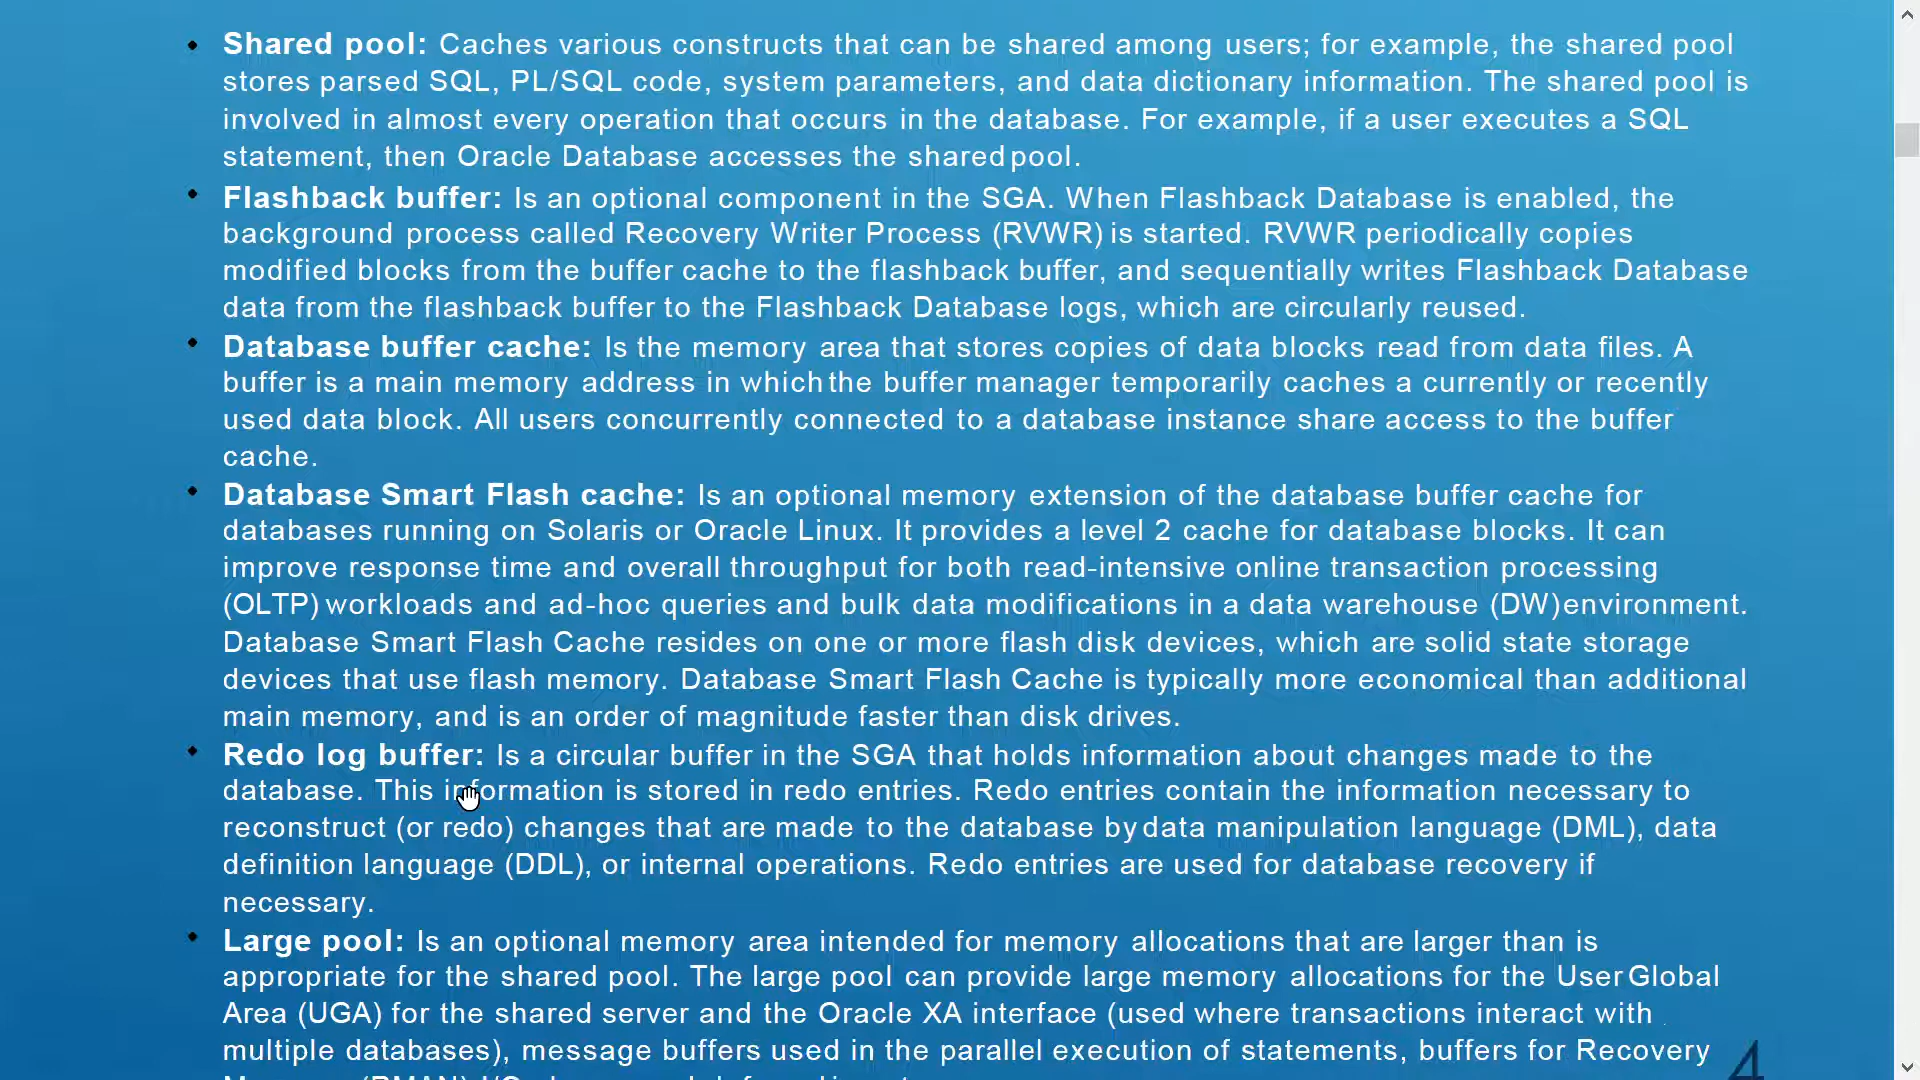 Shared pool: Caches various constructs that can be shared among users; for example, the shared pool
stores parsed SQL, PL/SQL code, system parameters, and data dictionary information. The shared pool is
involved in almost every operation that occurs in the database. For example, if a user executes a SQL
statement, then Oracle Database accesses the shared pool.
Flashback buffer: Is an optional component in the SGA. When Flashback Database is enabled, the
background process called Recovery Writer Process (RVWR) is started. RVWR periodically copies
modified blocks from the buffer cache to the flashback buffer, and sequentially writes Flashback Database
data from the flashback buffer to the Flashback Database logs, which are circularly reused.
Database buffer cache: Is the memory area that stores copies of data blocks read from data files. A
buffer is a main memory address in which the buffer manager temporarily caches a currently or recently
used data block. All users concurrently connected to a database instance share access to the buffer
cache.
Database Smart Flash cache: Is an optional memory extension of the database buffer cache for
databases running on Solaris or Oracle Linux. It provides a level 2 cache for database blocks. It can
improve response time and overall throughput for both read-intensive online transaction processing
(OLTP) workloads and ad-hoc queries and bulk data modifications in a data warehouse (DW) environment.
Database Smart Flash Cache resides on one or more flash disk devices, which are solid state storage
devices that use flash memory. Database Smart Flash Cache is typically more economical than additional
main memory, and is an order of magnitude faster than disk drives.
Redo log buffer: Is a circular buffer in the SGA that holds information about changes made to the
database. This information is stored in redo entries. Redo entries contain the information necessary to
reconstruct (or redo) changes that are made to the database by data manipulation language (DML), data
definition language (DDL), or internal operations. Redo entries are used for database recovery if
necessary.
Large pool: Is an optional memory area intended for memory allocations that are larger than is
appropriate for the shared pool. The large pool can provide large memory allocations for the User Global
Area (UGA) for the shared server and the Oracle XA interface (used where transactions interact with
multiple databases), message buffers used in the parallel execution of statements, buffers for Recovery
4